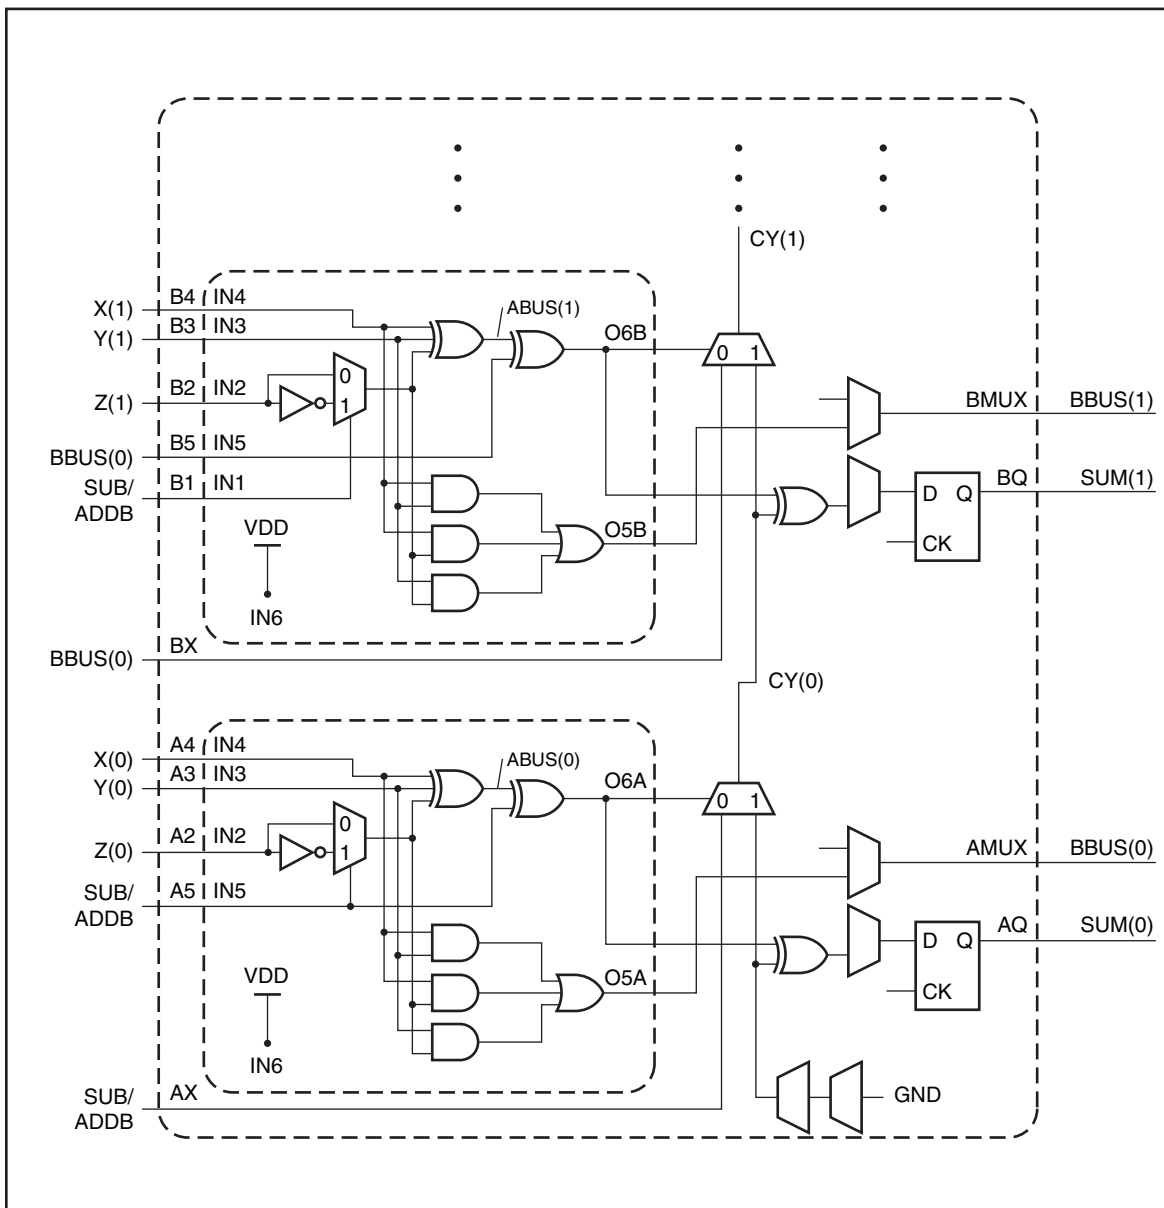 CY(1)
X(1) B4 IN4
Y(1) B3 IN3
ABUS(1)
O6B
0 1
Z(1) B2 IN2
0
1
BMUX BBUS(1)
BBUS(0) B5 IN5
SUB/
ADDB
B1 IN1
BQ SUM(1)
D Q
CK
VDD
O5B
IN6
BBUS(0) BX
CY(0)
X(0) A4 IN4
Y(0) A3 IN3
ABUS(0)
O6A
0 1
Z(0) A2 IN2
0
1
AMUX BBUS(0)
SUB/
ADDB
A5 IN5
AQ SUM(0)
D Q
CK
VDD
O5A
IN6
SUB/
ADDB
AX
GND